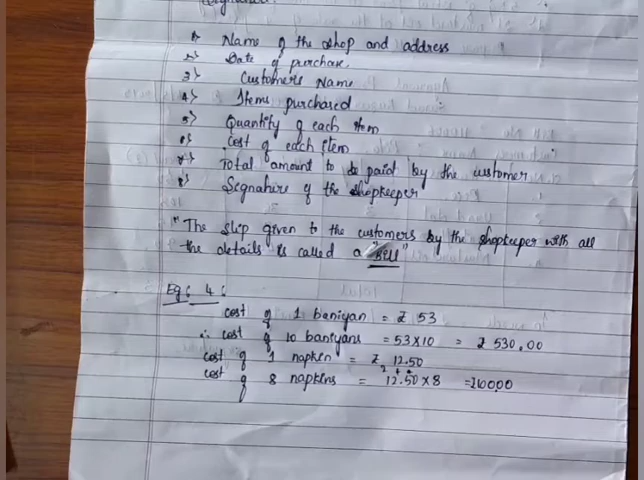 1> Name of the shop and address
2> Date of purchase.
3> Customers Name
4> Items purchased
5> Quantity of each item
6> Cost of each item
7> Total amount to be paid by the customer
8> Signature of the shopkeeper
"The slip given to the customers by the shopkeeper with all
the details is called a "Bill"
Eg: 4:
cost of 1 baniyan = ₹ 53
∴ cost of 10 baniyans = 53×10 = ₹ 530.00
cost of 1 napkin = ₹ 12.50
cost of 8 napkins = 12.50×8 = ₹100.00